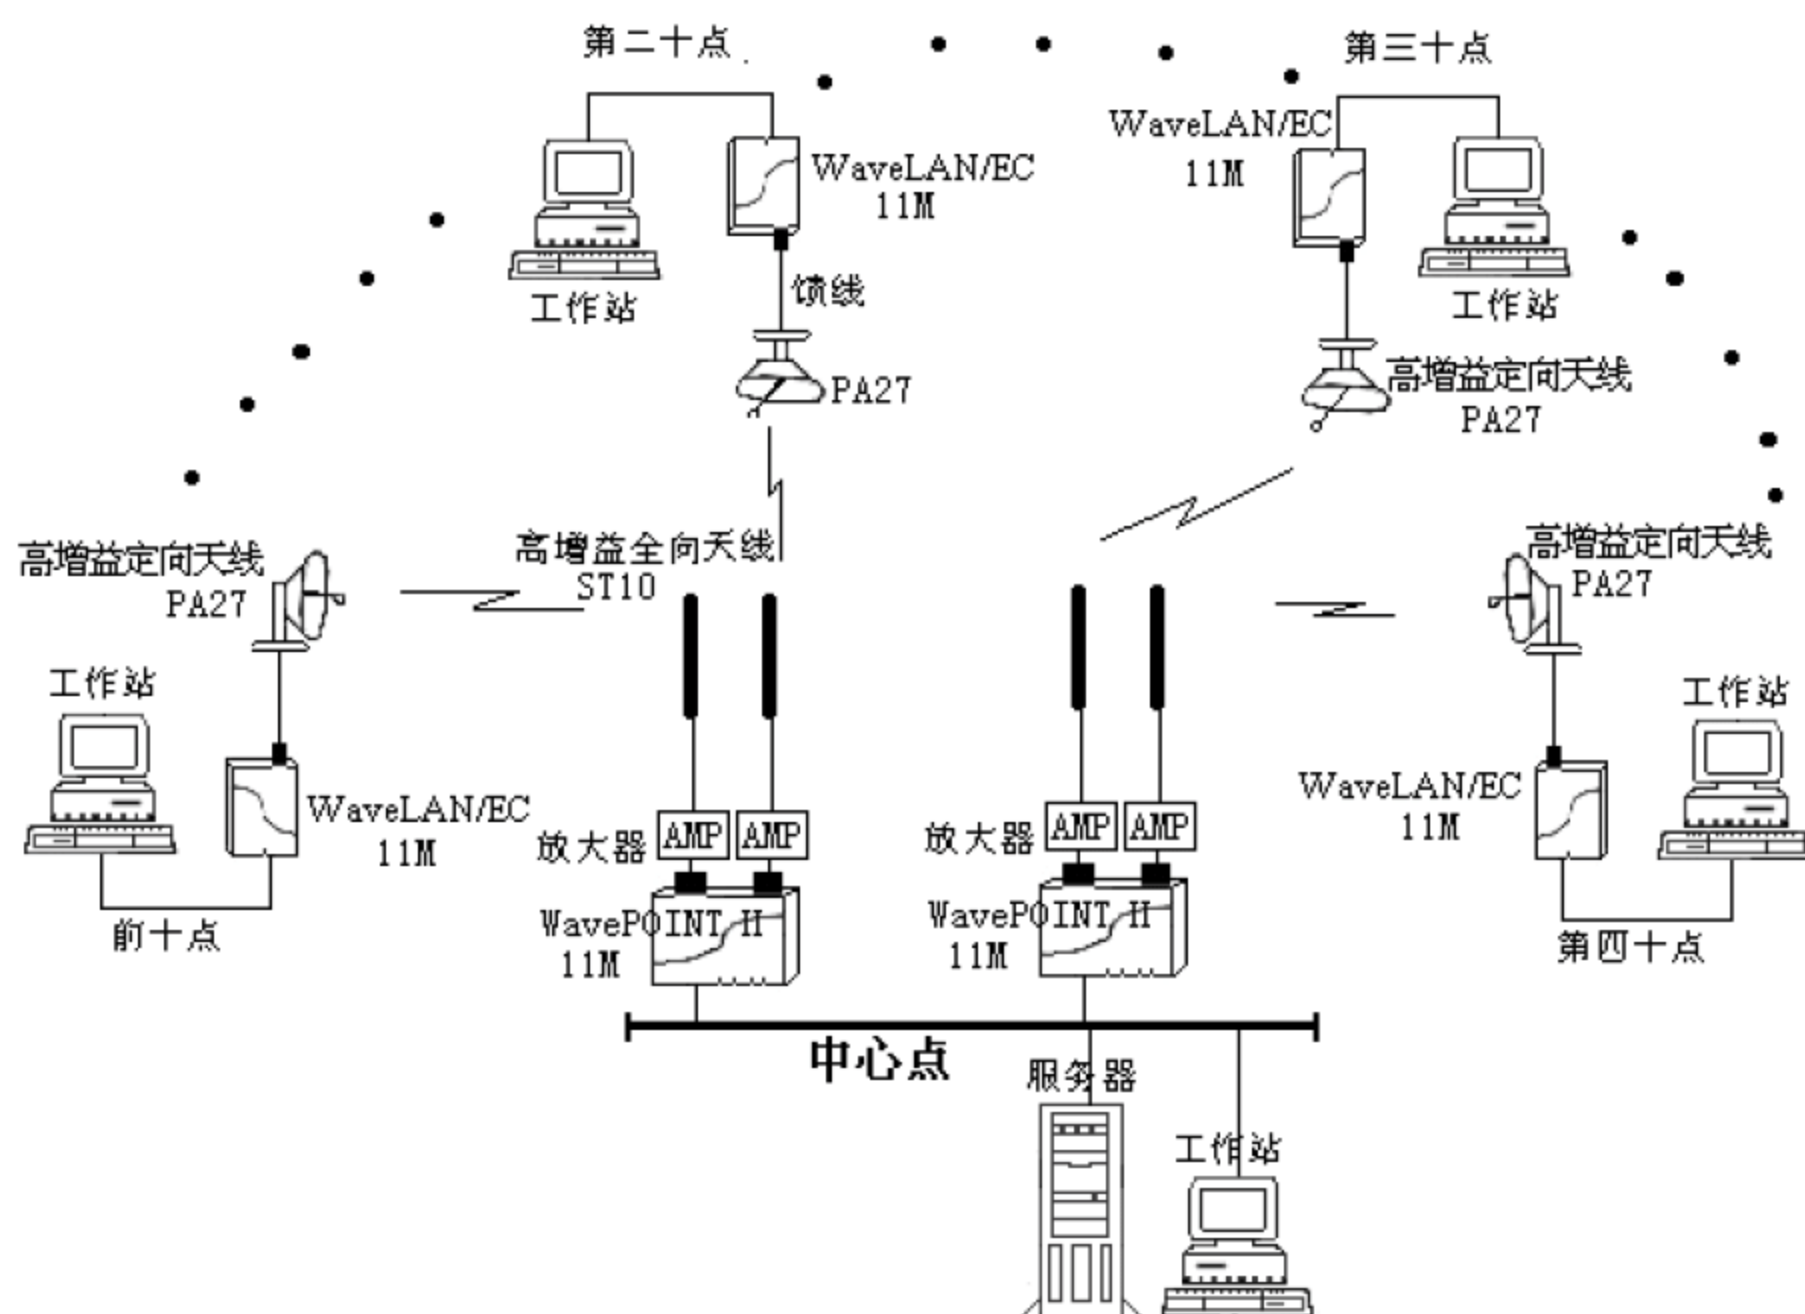 第二十点
第三十点
WaveLAN/EC
11M
WaveLAN/EC
11M
工作站
馈线
工作站
PA27
高增益定向天线
PA27
高增益定向天线
PA27
高增益全向天线
ST10
高增益定向天线
PA27
工作站
工作站
WaveLAN/EC
11M
放大器
AMP
AMP
放大器
AMP
AMP
WaveLAN/EC
11M
前十点
WavePOINT II
11M
WavePOINT II
11M
第四十点
中心点
服务器
工作站